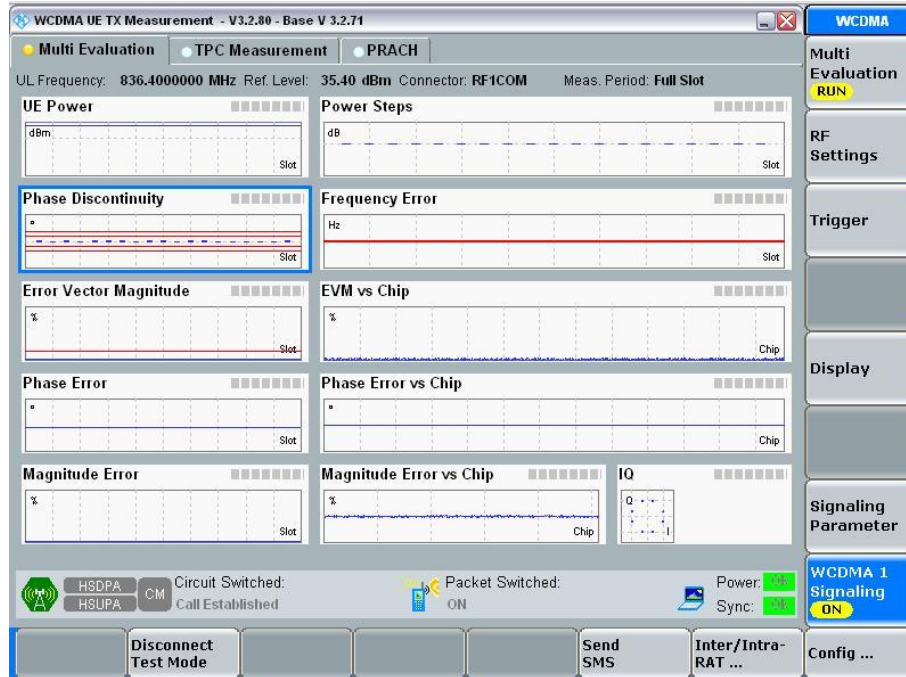 WCDMA UE TX Measurement - V3.2.80 - Base V 3.2.71
WCDMA
Multi Evaluation TPC Measurement PRACH
UL Frequency: 836.4000000 MHz Ref. Level: 35.40 dBm Connector: RF1COM Meas. Period: Full Slot
Multi
Evaluation
RUN
UE Power
dBm
Slot
Power Steps
dB
Slot
RF
Settings
Phase Discontinuity
°
Slot
Frequency Error
Hz
Slot
Trigger
Error Vector Magnitude
%
Slot
EVM vs Chip
%
Chip
Display
Phase Error
°
Slot
Phase Error vs Chip
°
Chip
Magnitude Error
%
Slot
Magnitude Error vs Chip
%
Chip
IQ
Q
I
Signaling
Parameter
HSDPA
HSUPA
CM
Circuit Switched:
Call Established
Packet Switched:
ON
Power: OK
Sync: OK
WCDMA 1
Signaling
ON
Disconnect
Test Mode
Send
SMS
Inter/Intra-
RAT ...
Config ...